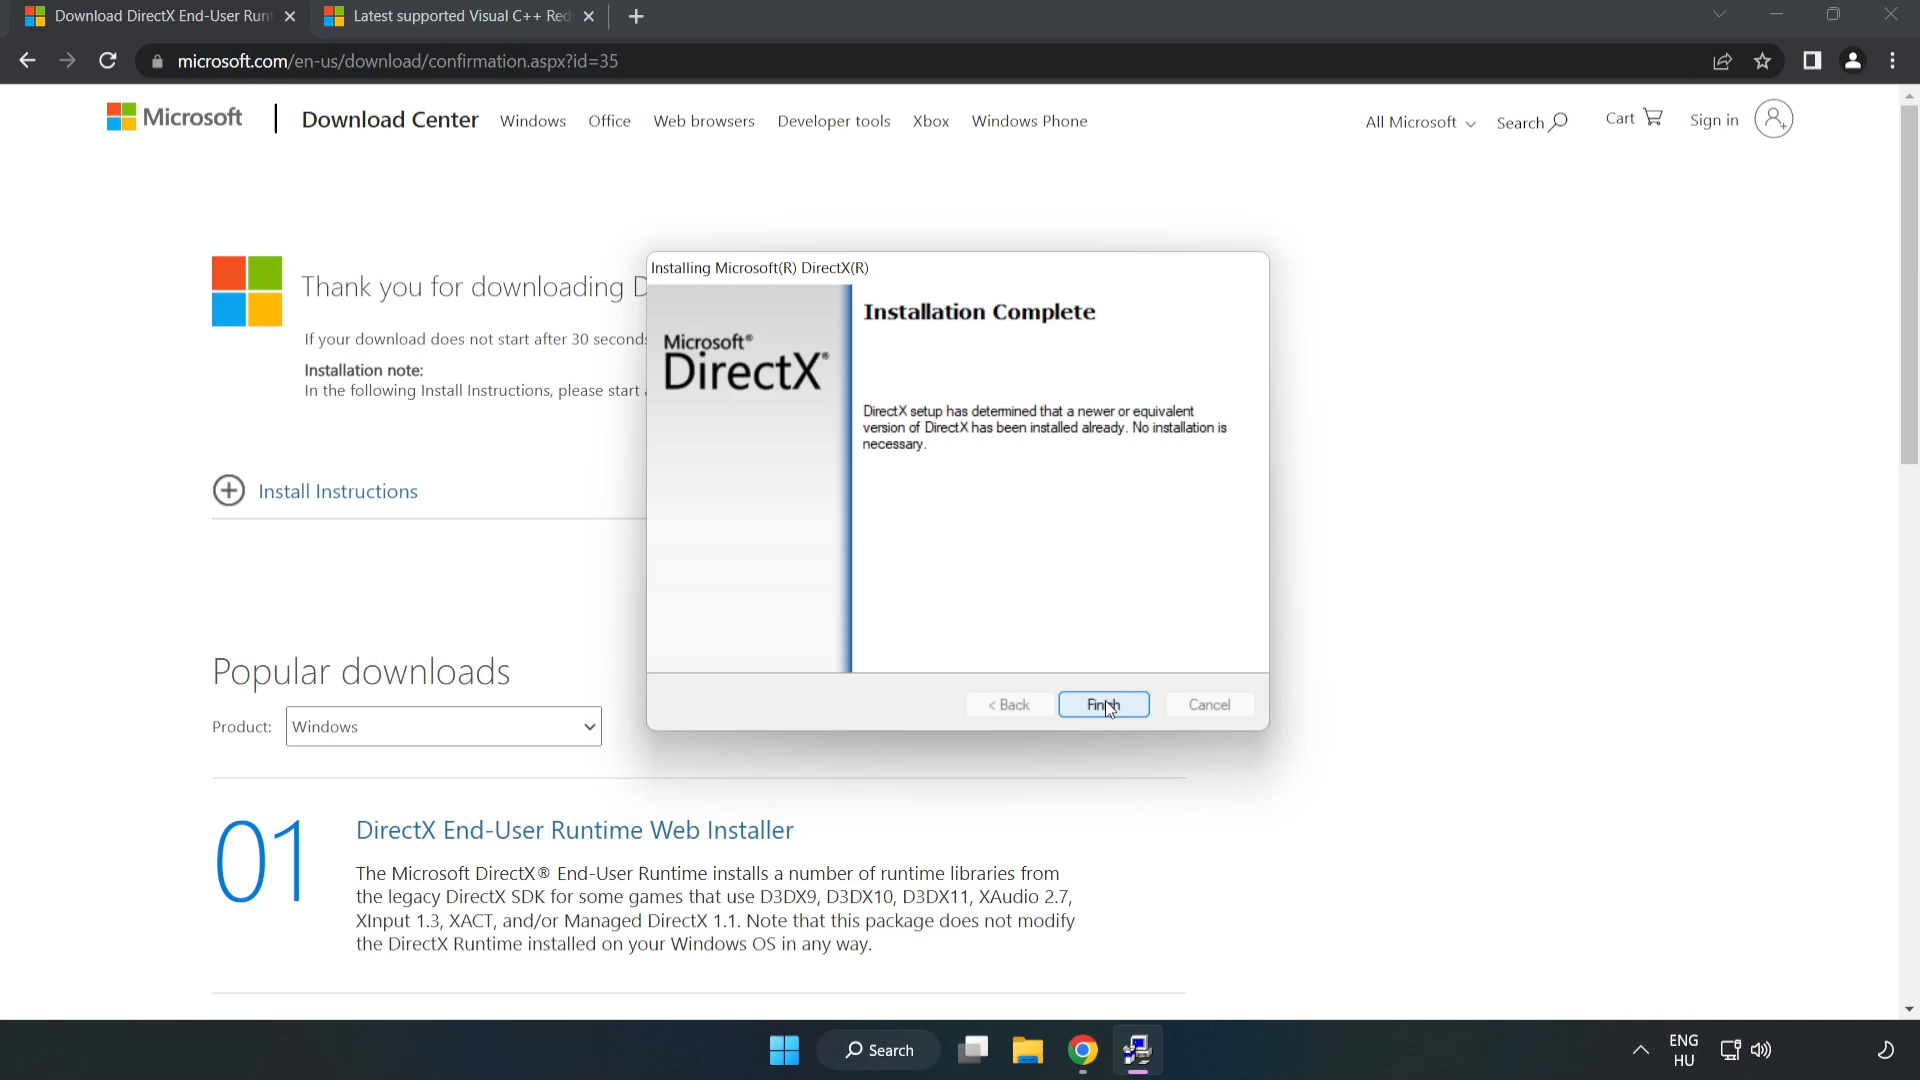 Download DirectX End-User Runt
Latest supported Visual C++ Red
microsoft.com/en-us/download/confirmation.aspx?id=35
Microsoft
Download Center
Windows
Office
Web browsers
Developer tools
Xbox
Windows Phone
All Microsoft
Search
Cart
Sign in
Thank you for downloading D
If your download does not start after 30 seconds
Installation note:
In the following Install Instructions, please start a
Install Instructions
Installing Microsoft(R) DirectX(R)
Microsoft®
DirectX®
Installation Complete
DirectX setup has determined that a newer or equivalent
version of DirectX has been installed already. No installation is
necessary.
< Back
Finish
Cancel
Popular downloads
Product:
Windows
01
DirectX End-User Runtime Web Installer
The Microsoft DirectX® End-User Runtime installs a number of runtime libraries from
the legacy DirectX SDK for some games that use D3DX9, D3DX10, D3DX11, XAudio 2.7,
XInput 1.3, XACT, and/or Managed DirectX 1.1. Note that this package does not modify
the DirectX Runtime installed on your Windows OS in any way.
Search
ENG
HU